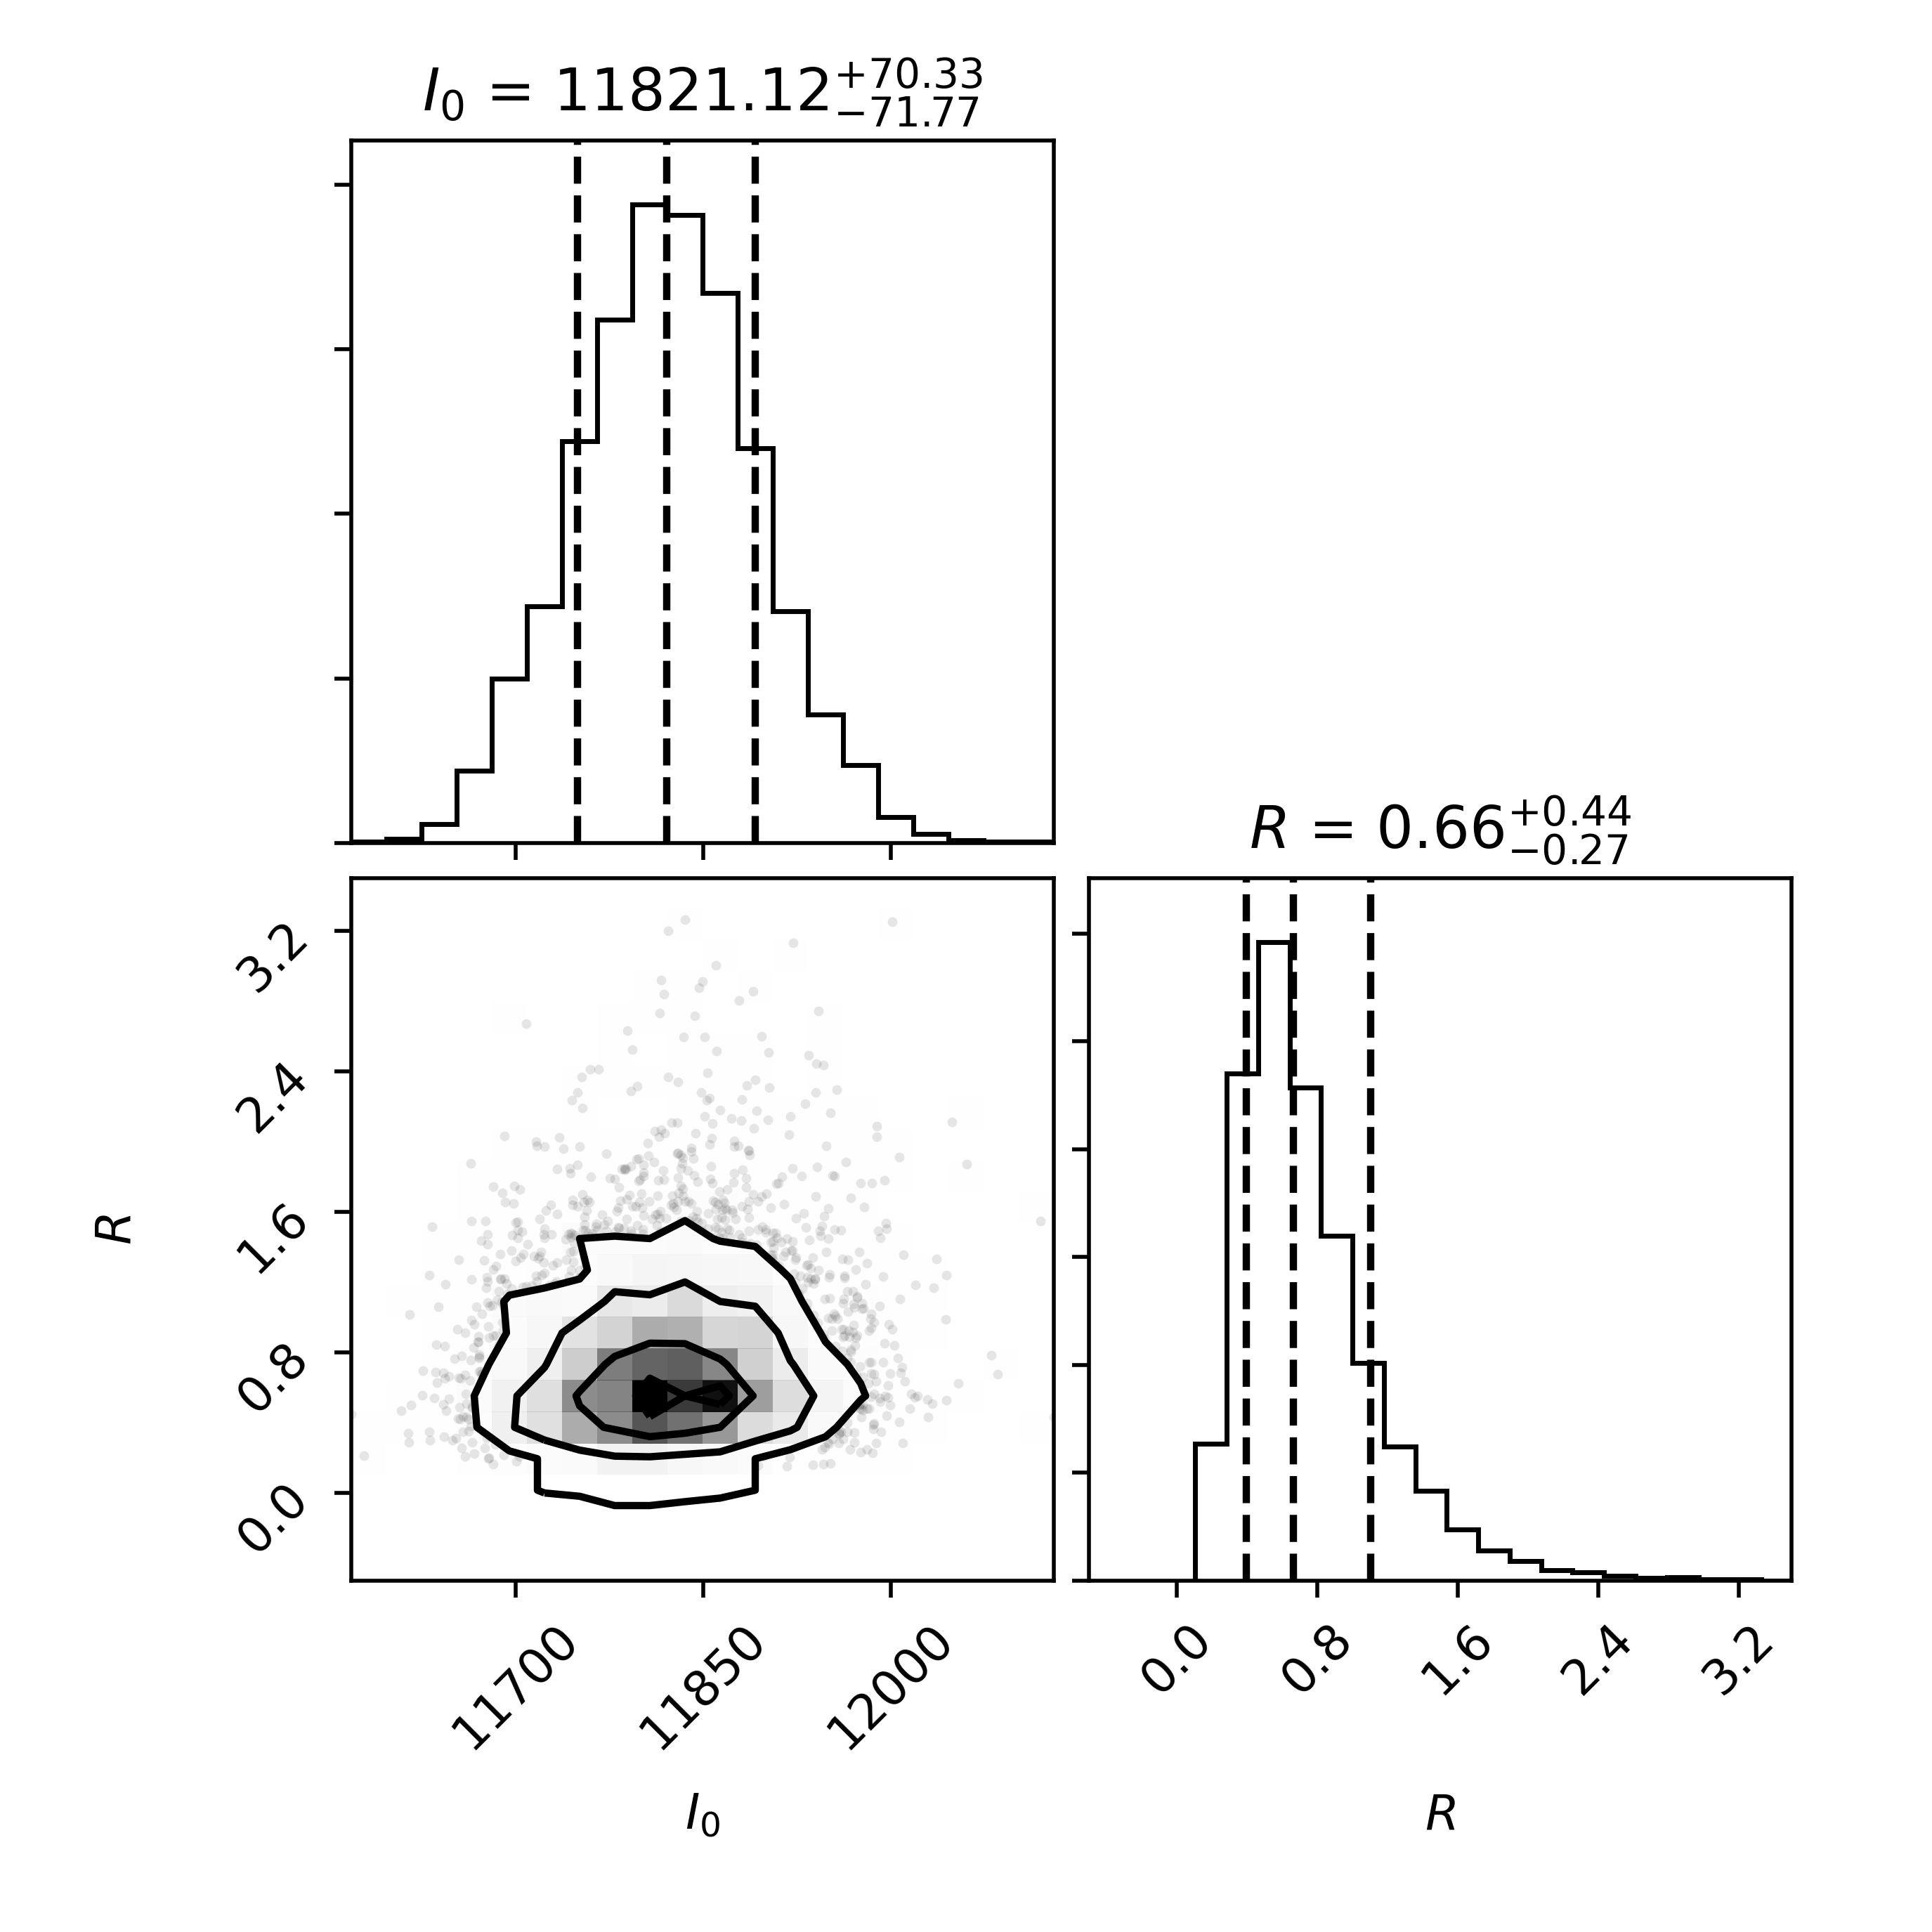 I₀ = 11821.12 +70.33 −71.77
R = 0.66 +0.44 −0.27
3.2
2.4
1.6
0.8
0.0
R
11700 11850 12000
0.0 0.8 1.6 2.4 3.2
I₀
R